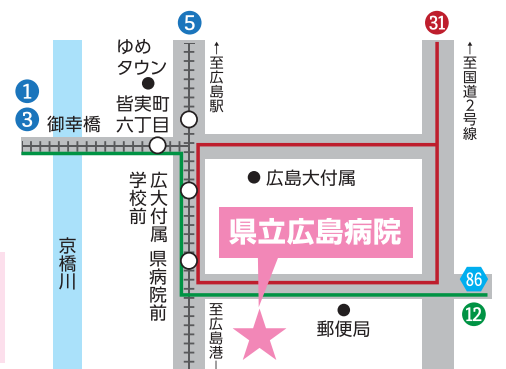 5
31
↑至広島駅
↑至国道2号線
ゆめ
タウン
1
3
御幸橋
皆実町
六丁目
広島大付属
広大付属
学校前
県立広島病院
京橋川
県病院前
86
12
至広島港
郵便局